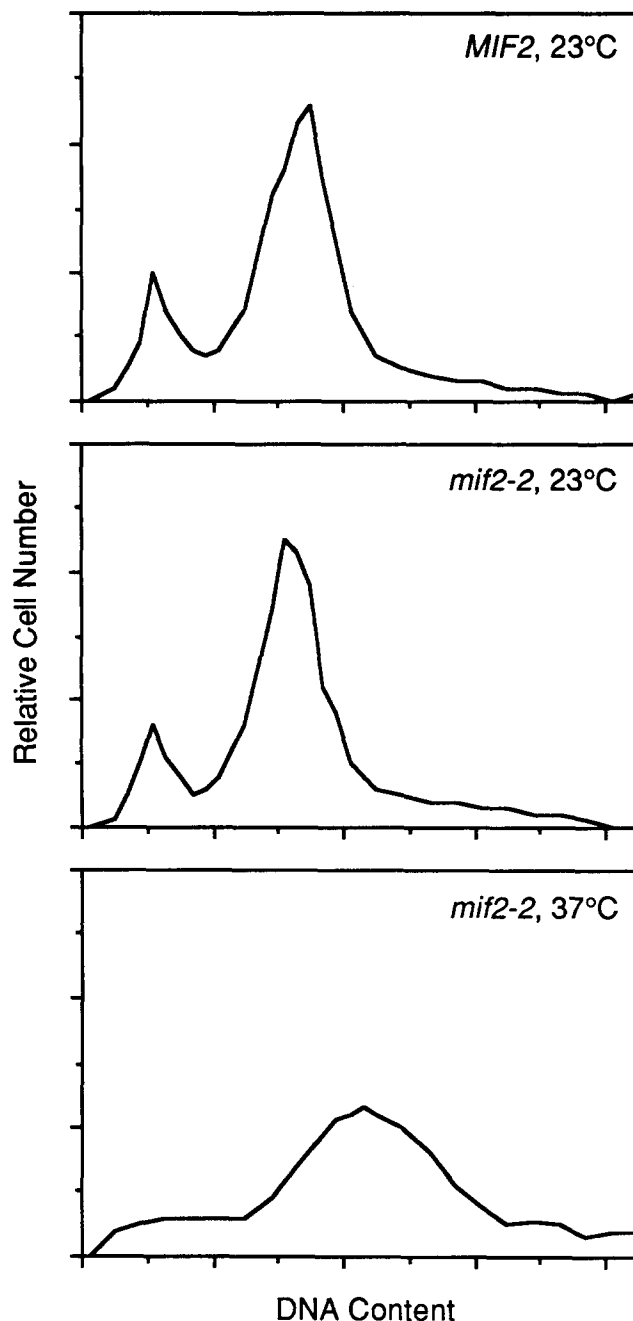 MIF2, 23°C
mif2-2, 23°C
mif2-2, 37°C
Relative Cell Number
DNA Content